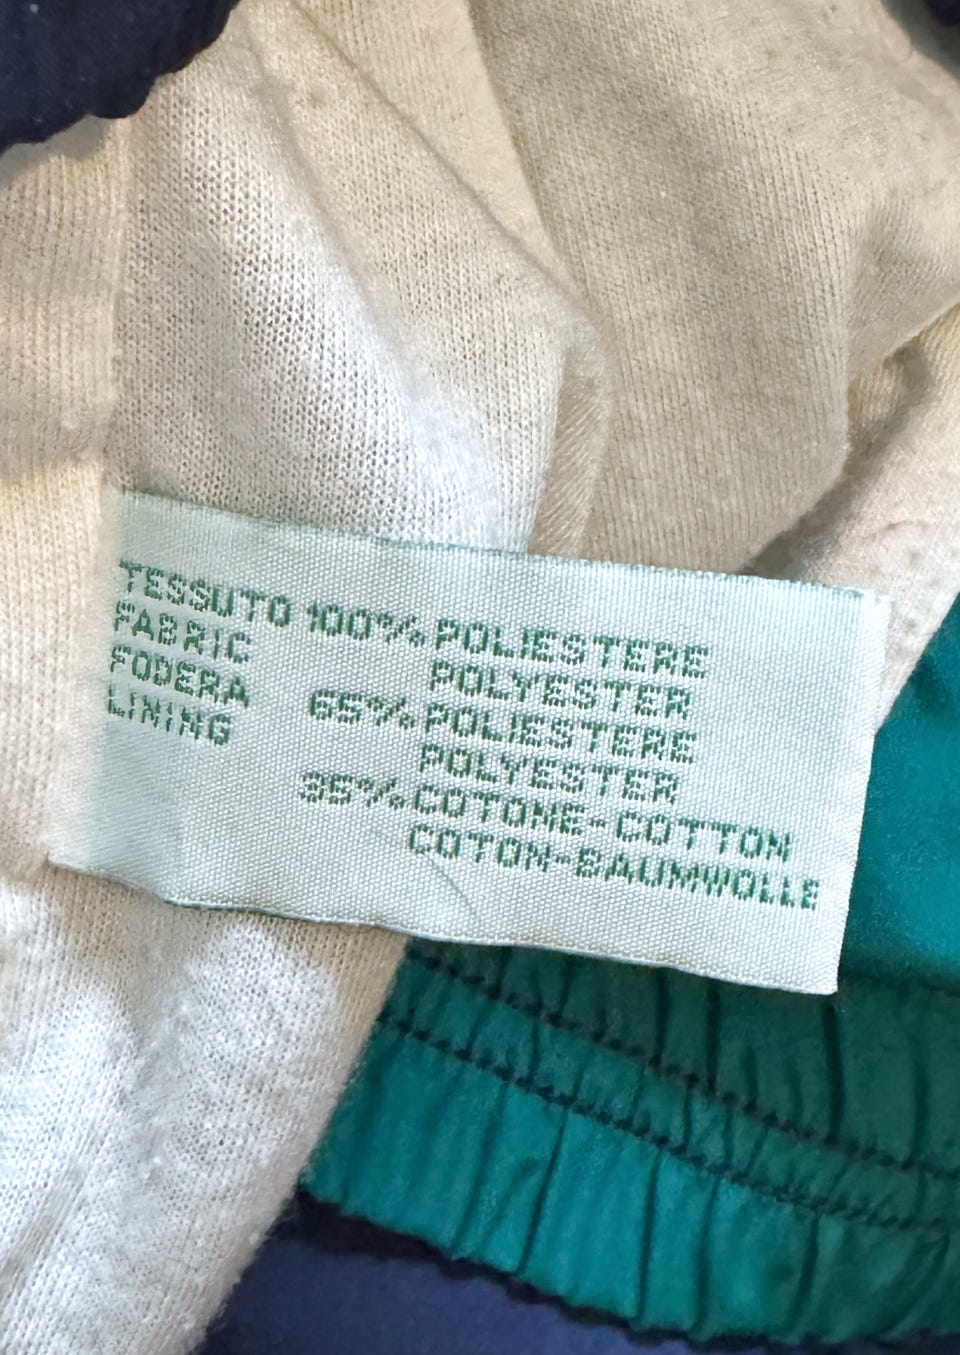 TESSUTO 100% POLIESTERE
FABRIC POLYESTER
FODERA 65% POLIESTERE
LINING POLYESTER
35% COTONE-COTTON
COTON-BAUMWOLLE